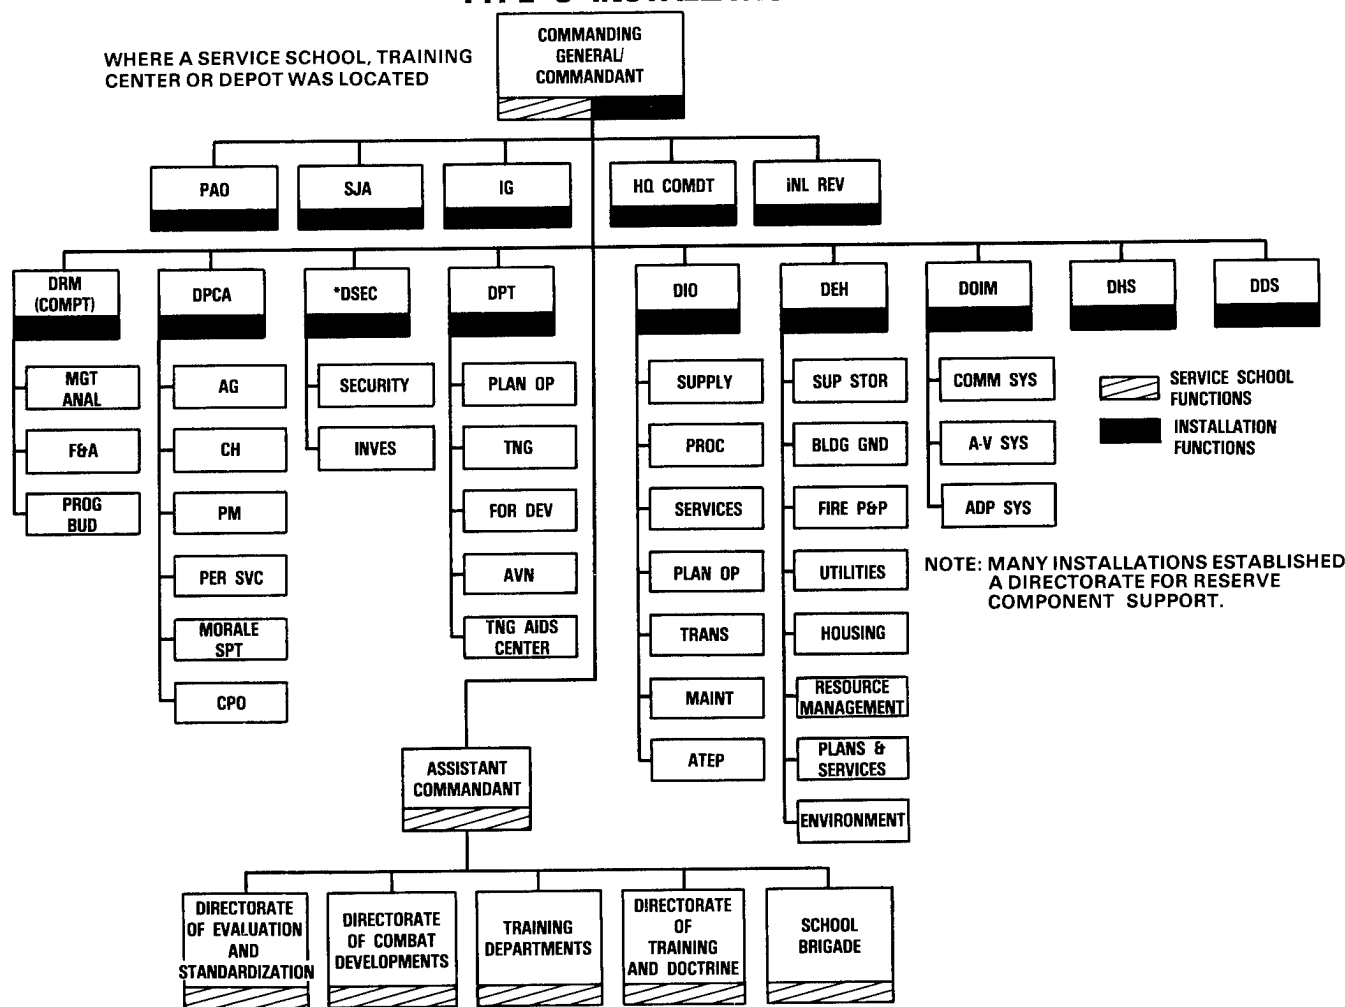 WHERE A SERVICE SCHOOL, TRAINING
CENTER OR DEPOT WAS LOCATED
COMMANDING
GENERAL/
COMMANDANT
PAO
SJA
IG
HQ COMDT
INL REV
DRM
(COMPT)
DPCA
*DSEC
DPT
DIO
DEH
DOIM
DHS
DDS
MGT
ANAL
F&A
PROG
BUD
AG
CH
PM
PER SVC
MORALE
SPT
CPO
SECURITY
INVES
PLAN OP
TNG
FOR DEV
AVN
TNG AIDS
CENTER
SUPPLY
PROC
SERVICES
PLAN OP
TRANS
MAINT
ATEP
SUP STOR
BLDG GND
FIRE P&P
UTILITIES
HOUSING
RESOURCE
MANAGEMENT
PLANS &
SERVICES
ENVIRONMENT
COMM SYS
A-V SYS
ADP SYS
SERVICE SCHOOL
FUNCTIONS
INSTALLATION
FUNCTIONS
NOTE: MANY INSTALLATIONS ESTABLISHED
A DIRECTORATE FOR RESERVE
COMPONENT SUPPORT.
ASSISTANT
COMMANDANT
DIRECTORATE
OF EVALUATION
AND
STANDARDIZATION
DIRECTORATE
OF COMBAT
DEVELOPMENTS
TRAINING
DEPARTMENTS
DIRECTORATE
OF
TRAINING
AND DOCTRINE
SCHOOL
BRIGADE